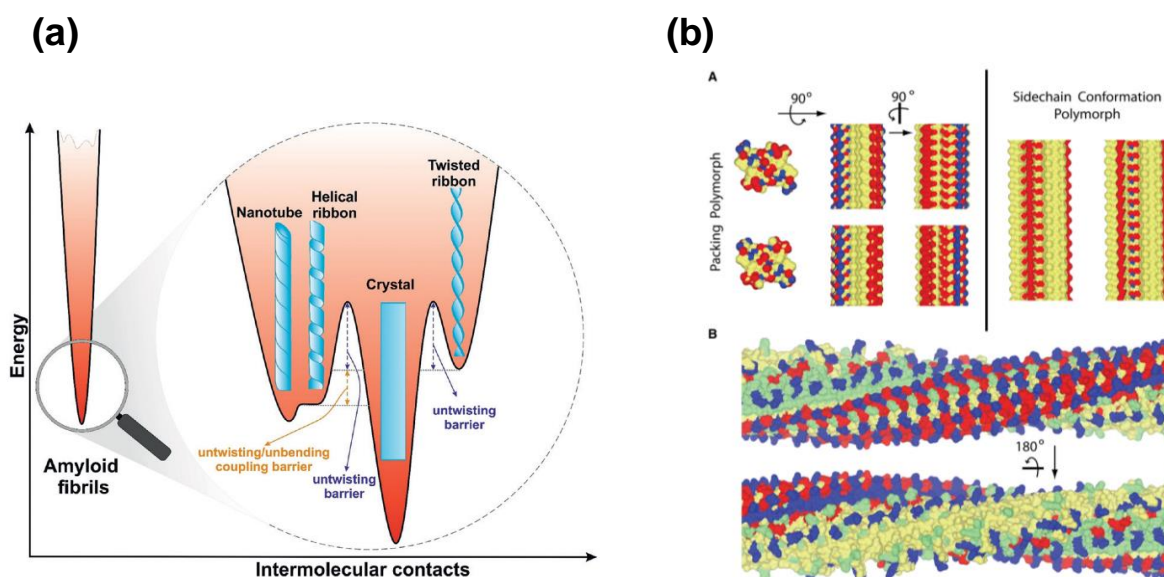 (a)
(b)
Energy
Intermolecular contacts
Amyloid
fibrils
Nanotube
Helical
ribbon
Crystal
Twisted
ribbon
untwisting/unbending
coupling barrier
untwisting
barrier
untwisting
barrier
A
90°
90°
Packing Polymorph
Sidechain Conformation
Polymorph
B
180°